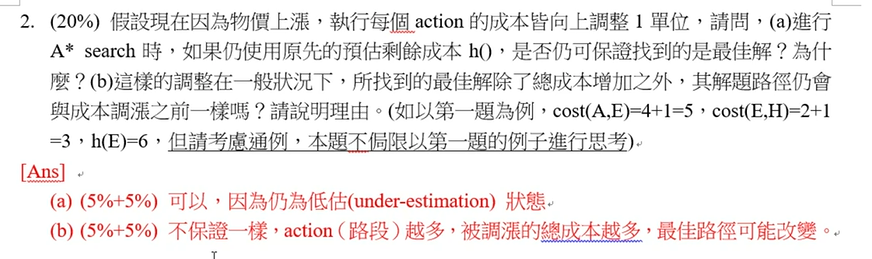 2. (20%) 假設現在因為物價上漲，執行每個 action 的成本皆向上調整 1 單位，請問，(a)進行
A* search 時，如果仍使用原先的預估剩餘成本 h()，是否仍可保證找到的是最佳解？為什
麼？(b)這樣的調整在一般狀況下，所找到的最佳解除了總成本增加之外，其解題路徑仍會
與成本調漲之前一樣嗎？請說明理由。(如以第一題為例，cost(A,E)=4+1=5，cost(E,H)=2+1
=3，h(E)=6，但請考慮通例，本題不侷限以第一題的例子進行思考)
[Ans]
(a) (5%+5%) 可以，因為仍為低估(under-estimation) 狀態
(b) (5%+5%) 不保證一樣，action（路段）越多，被調漲的總成本越多，最佳路徑可能改變。